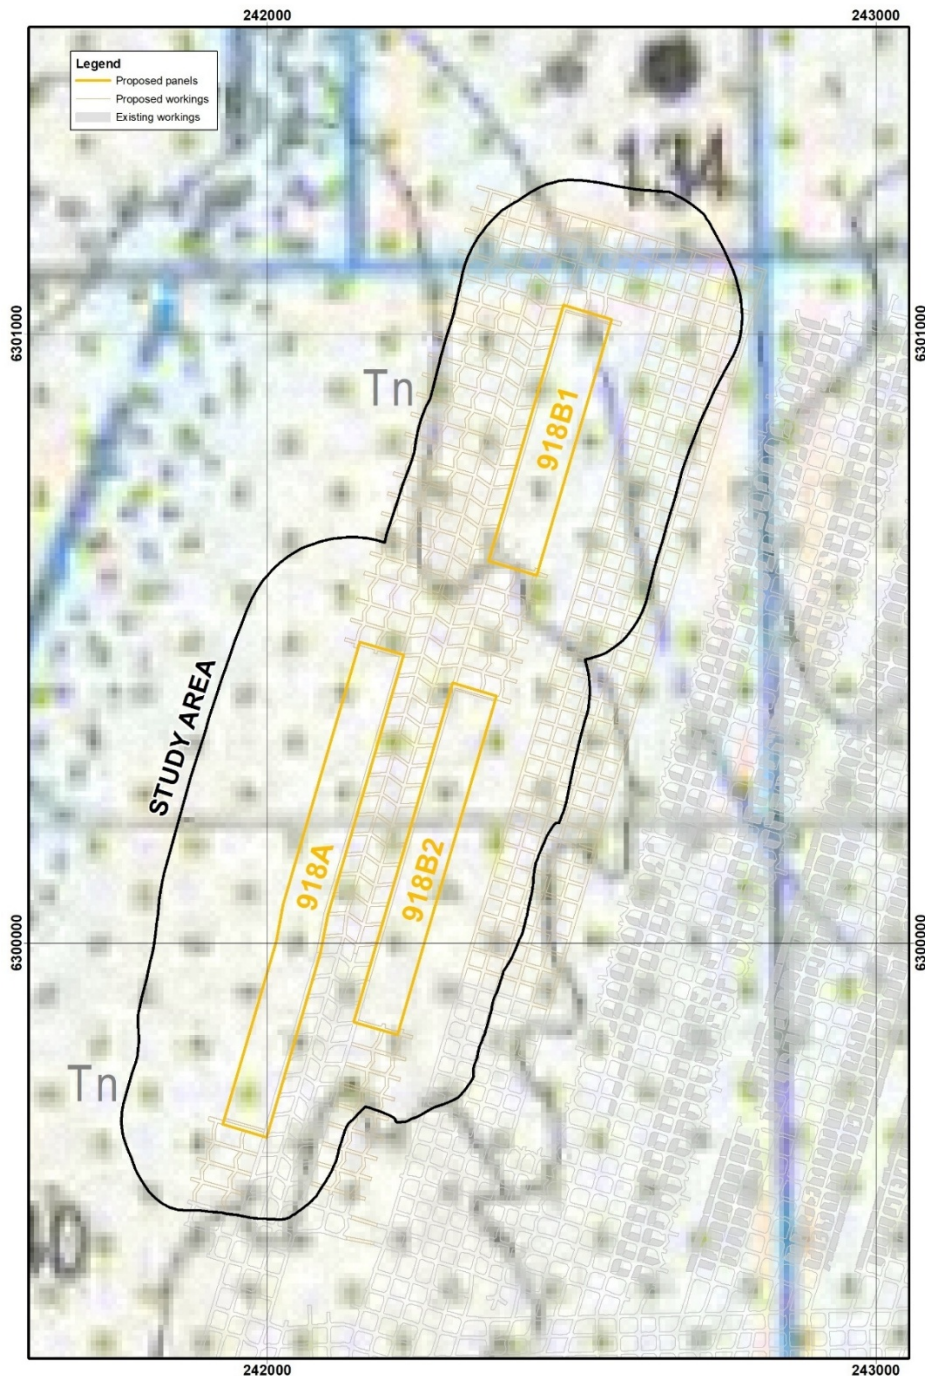 242000
243000
Legend
Proposed panels
Proposed workings
Existing workings
134
6301000
6301000
Tn
918B1
STUDY AREA
918A
918B2
6300000
6300000
Tn
242000
243000